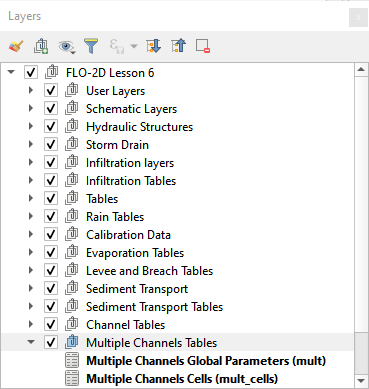 Layers
FLO-2D Lesson 6
User Layers
Schematic Layers
Hydraulic Structures
Storm Drain
Infiltration layers
Infiltration Tables
Tables
Rain Tables
Calibration Data
Evaporation Tables
Levee and Breach Tables
Sediment Transport
Sediment Transport Tables
Channel Tables
Multiple Channels Tables
Multiple Channels Global Parameters (mult)
Multiple Channels Cells (mult_cells)